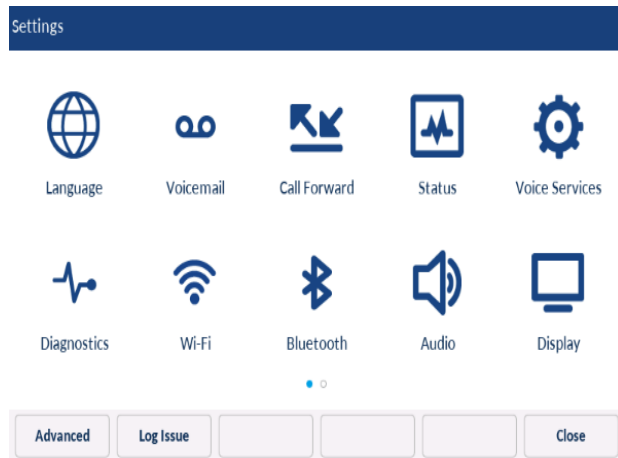 Settings
Language Voicemail Call Forward Status Voice Services
Diagnostics Wi-Fi Bluetooth Audio Display
Advanced Log Issue Close